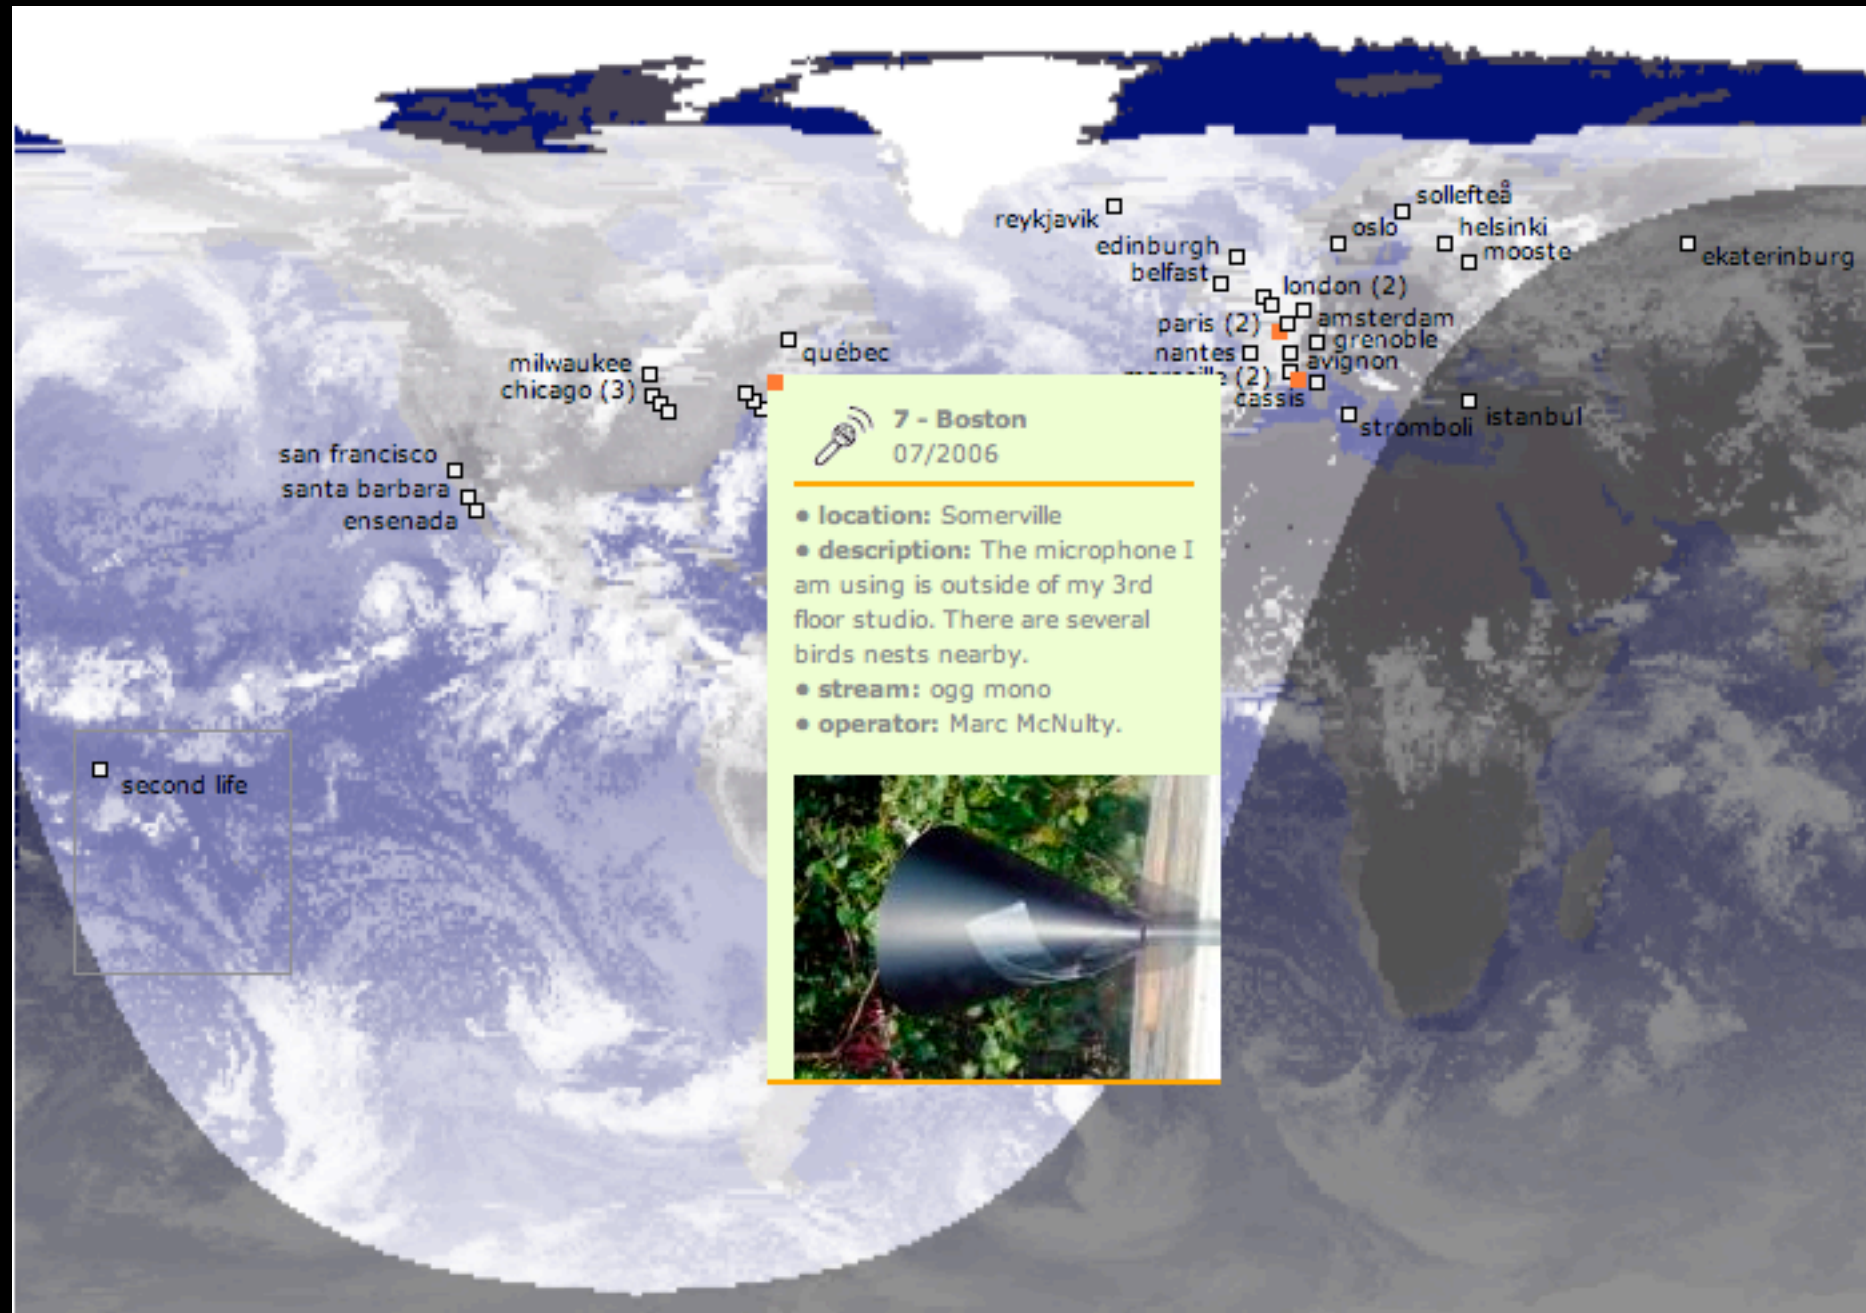 sollefteå
reykjavik
oslo
helsinki
edinburgh
mooste
ekaterinburg
belfast
london (2)
paris (2)
amsterdam
grenoble
québec
nantes
avignon
milwaukee
marseille (2)
chicago (3)
cassis
istanbul
stromboli
san francisco
santa barbara
ensenada
second life
7 - Boston
07/2006
• location: Somerville
• description: The microphone I
am using is outside of my 3rd
floor studio. There are several
birds nests nearby.
• stream: ogg mono
• operator: Marc McNulty.